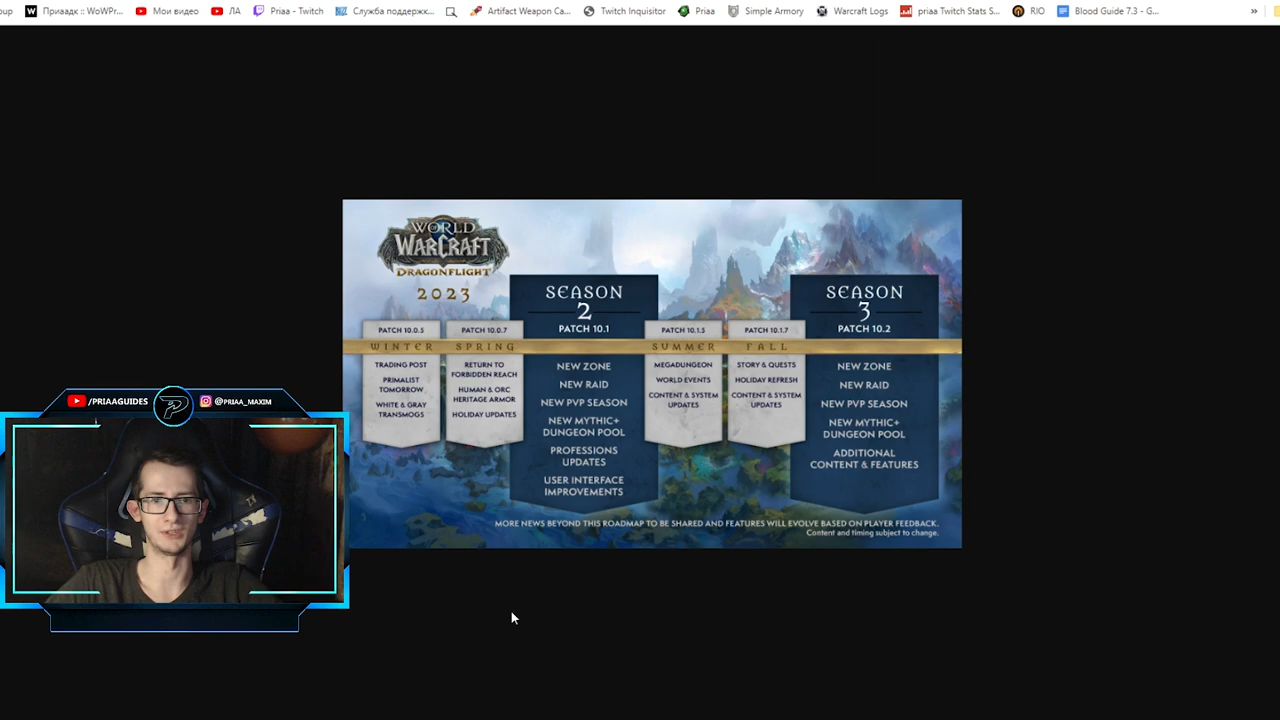 oup
Приаадк :: WoWPr...
Мои видео
ЛА
Priaa - Twitch
Служба поддержк...
Artifact Weapon Ca...
Twitch Inquisitor
Priaa
Simple Armory
Warcraft Logs
priaa Twitch Stats S...
RIO
Blood Guide 7.3 - G...
»
WORLD
WARCRAFT
DRAGONFLIGHT
2023
PATCH 10.0.5
WINTER
TRADING POST
PRIMALIST
TOMORROW
WHITE & GRAY
TRANSMOGS
PATCH 10.0.7
SPRING
RETURN TO
FORBIDDEN REACH
HUMAN & ORC
HERITAGE ARMOR
HOLIDAY UPDATES
SEASON
2
PATCH 10.1
NEW ZONE
NEW RAID
NEW PVP SEASON
NEW MYTHIC+
DUNGEON POOL
PROFESSIONS
UPDATES
USER INTERFACE
IMPROVEMENTS
PATCH 10.1.5
SUMMER
MEGADUNGEON
WORLD EVENTS
CONTENT & SYSTEM
UPDATES
PATCH 10.1.7
FALL
STORY & QUESTS
HOLIDAY REFRESH
CONTENT & SYSTEM
UPDATES
SEASON
3
PATCH 10.2
NEW ZONE
NEW RAID
NEW PVP SEASON
NEW MYTHIC+
DUNGEON POOL
ADDITIONAL
CONTENT & FEATURES
MORE NEWS BEYOND THIS ROADMAP TO BE SHARED AND FEATURES WILL EVOLVE BASED ON PLAYER FEEDBACK.
Content and timing subject to change.
/PRIAAGUIDES
@PRIAA_MAXIM